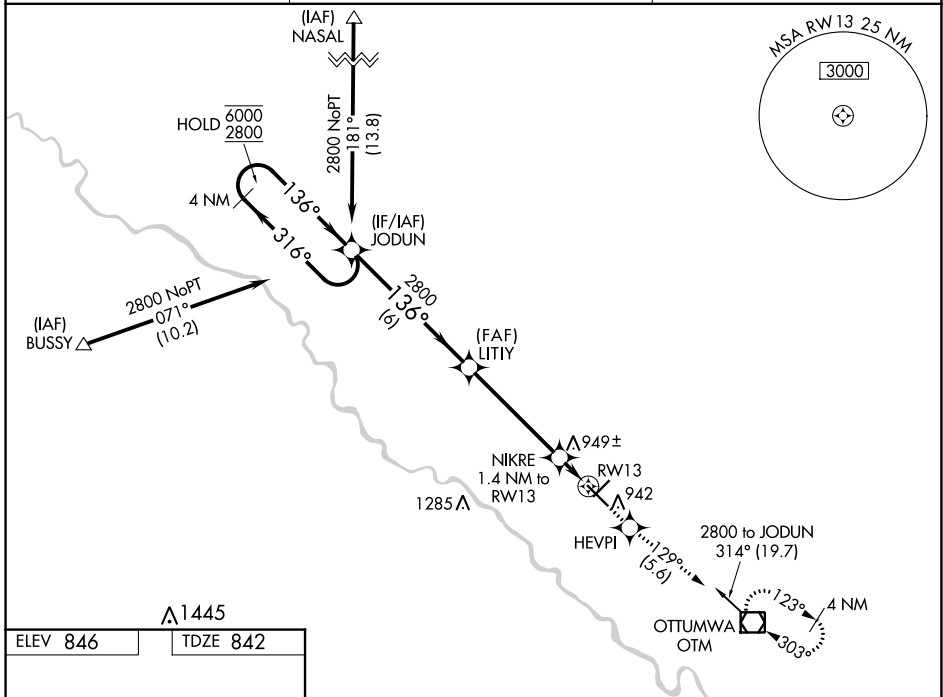 (IAF)
NASAL
MSA RW13 25 NM
3000
2800 NoPT
181°
(13.8)
HOLD 6000
2800
4 NM
136°
316°
(IF/IAF)
JODUN
2800 NoPT
071°
(10.2)
(IAF)
BUSSY
2800
136°
(6)
(FAF)
LITIY
949±
NIKRE
1.4 NM to
RW13
RW13
942
1285
HEVPI
129°
(5.6)
2800 to JODUN
314° (19.7)
123°
4 NM
303°
OTTUMWA
OTM
1445
ELEV 846
TDZE 842